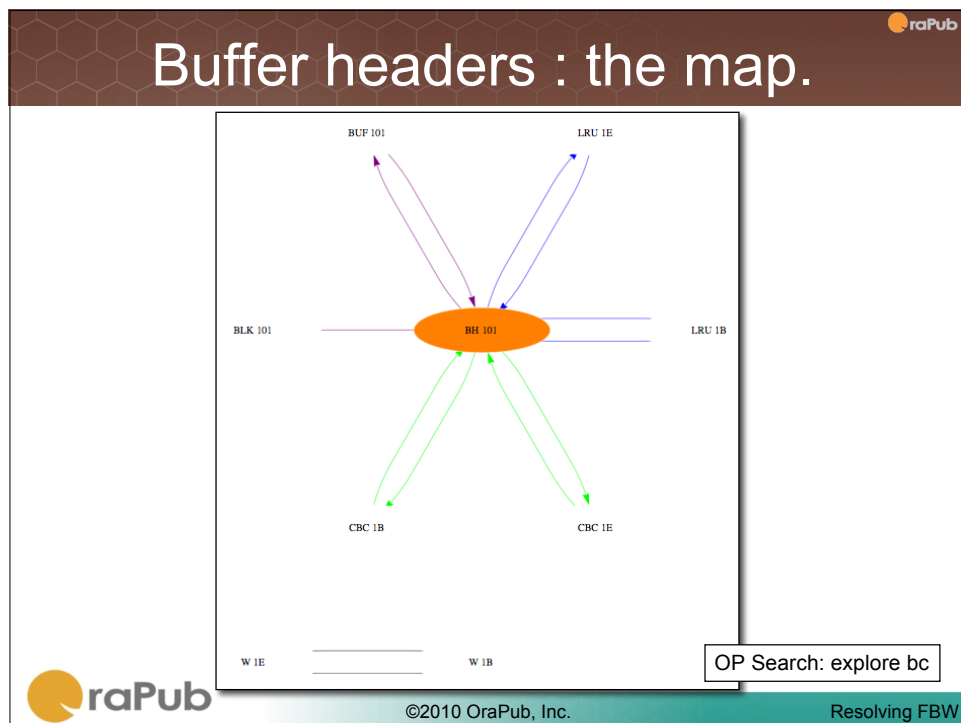 OraPub
Buffer headers : the map.
BUF 101
LRU 1E
BLK 101
BH 101
LRU 1B
CBC 1B
CBC 1E
W 1E
W 1B
OP Search: explore bc
OraPub
©2010 OraPub, Inc.
Resolving FBW